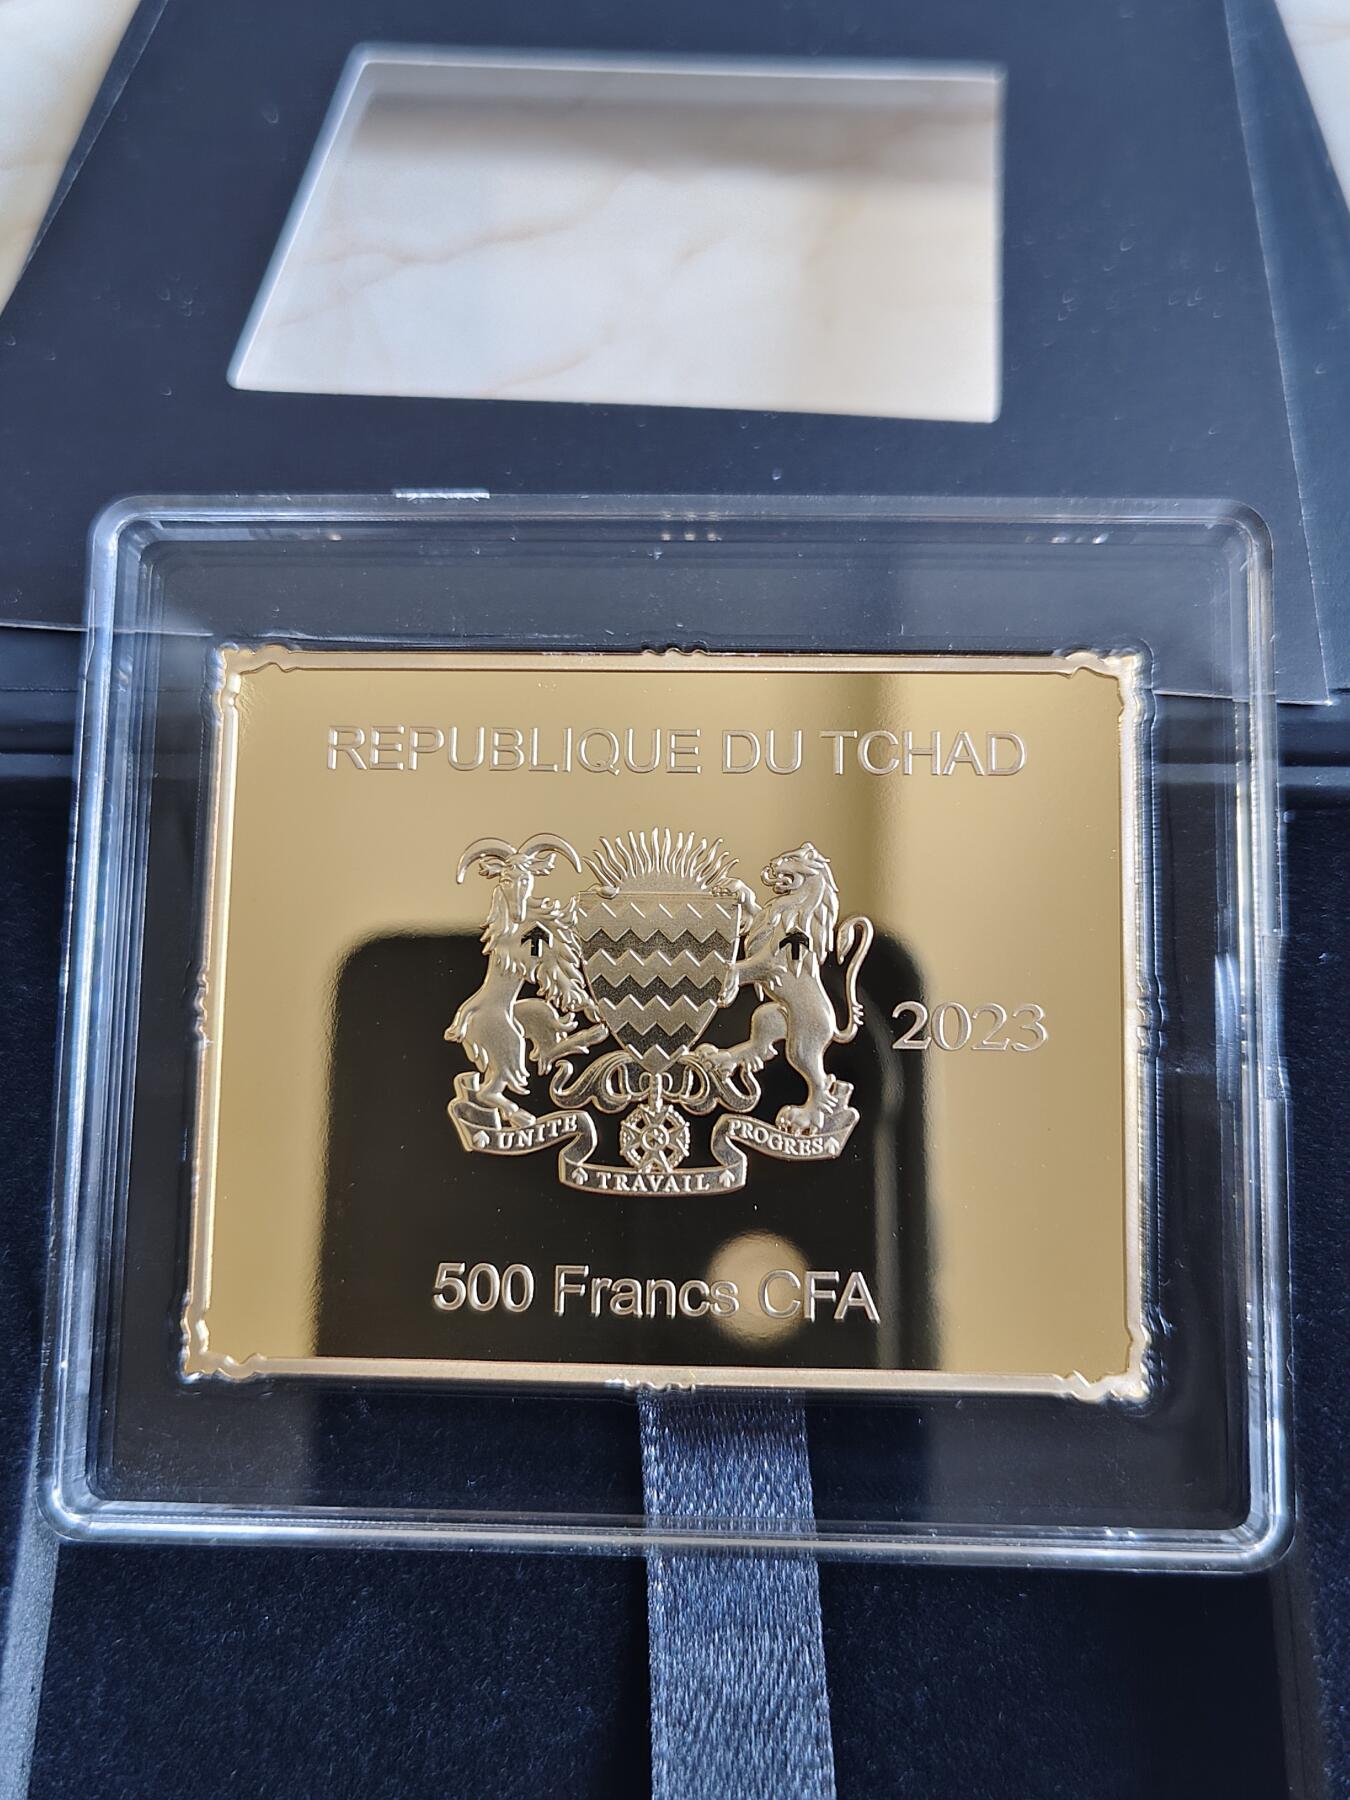 REPUBLIQUE DU TCHAD
2023
UNITE
TRAVAIL
PROGRES
500 Francs CFA